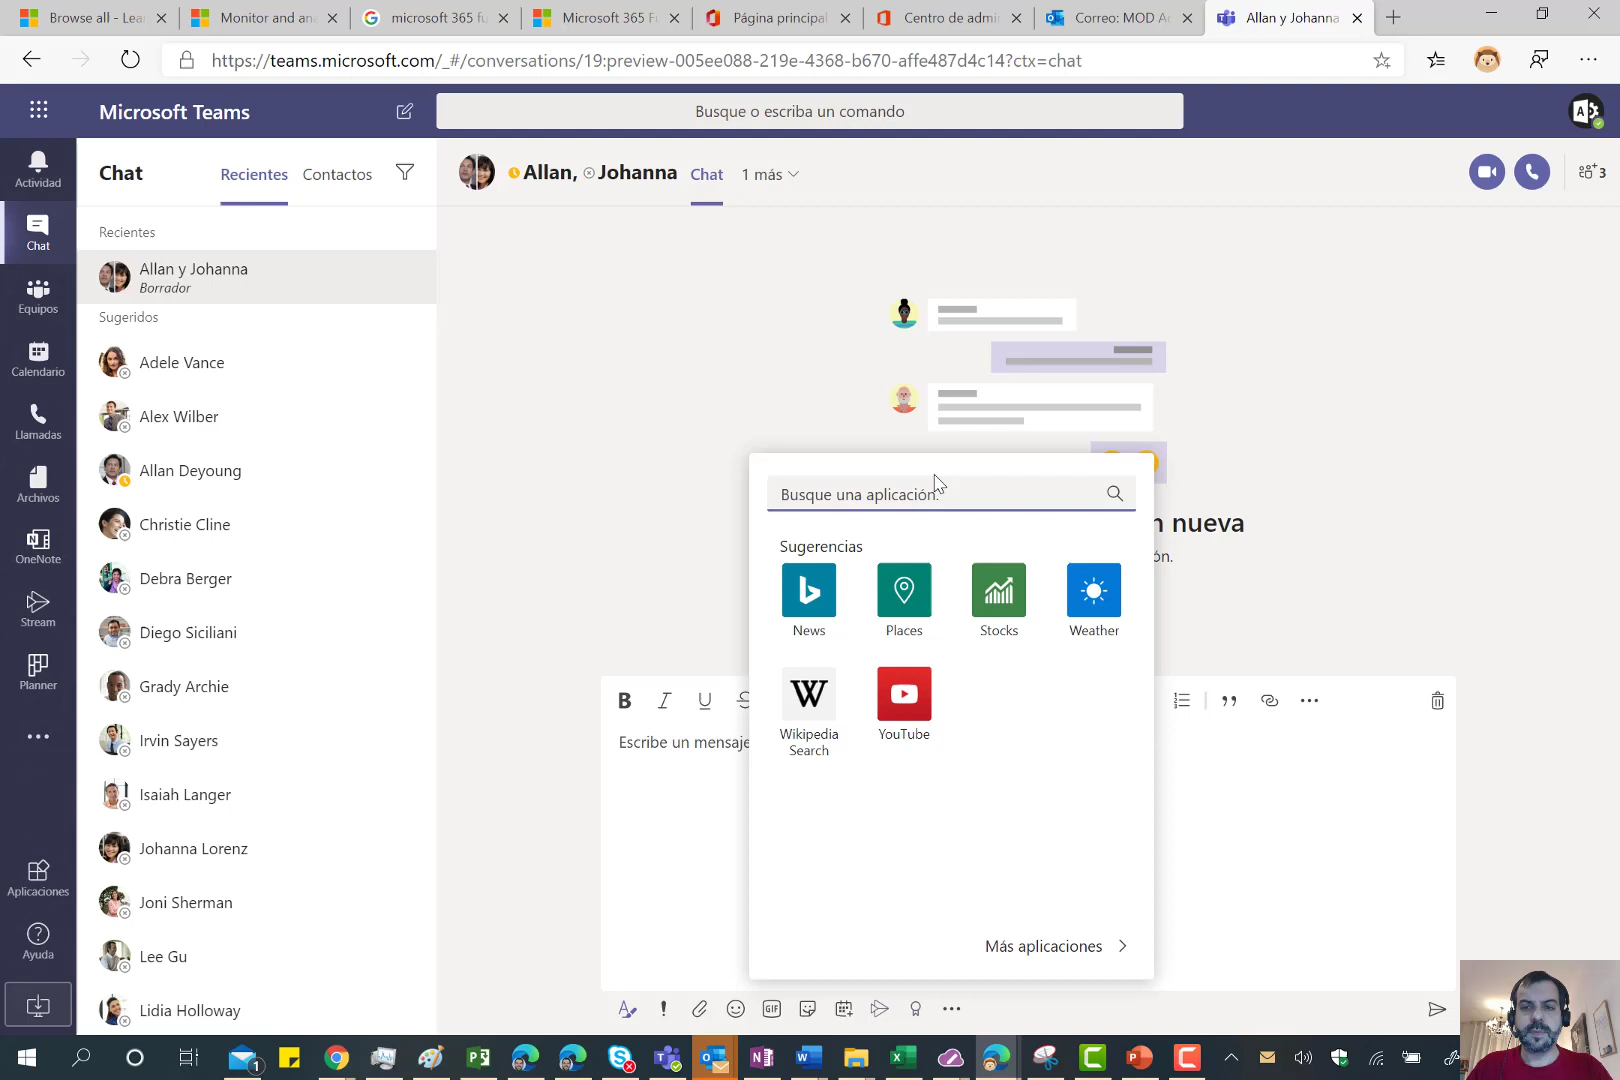 Browse all - Lea
Monitor and an
microsoft 365 fu
Microsoft 365 F
Página principal
Centro de admi
Correo: MOD A
Allan y Johanna
https://teams.microsoft.com/_#/conversations/19:preview-005ee088-219e-4368-b670-affe487d4c14?ctx=chat
Microsoft Teams
Busque o escriba un comando
Actividad
Chat
Equipos
Calendario
Llamadas
Archivos
OneNote
Stream
Planner
Aplicaciones
Ayuda
Chat
Recientes
Contactos
Recientes
Allan y Johanna
Borrador
Sugeridos
Adele Vance
Alex Wilber
Allan Deyoung
Christie Cline
Debra Berger
Diego Siciliani
Grady Archie
Irvin Sayers
Isaiah Langer
Johanna Lorenz
Joni Sherman
Lee Gu
Lidia Holloway
Allan, Johanna
Chat
1 más
3
n nueva
ón.
Busque una aplicación.
Sugerencias
News
Places
Stocks
Weather
Wikipedia
Search
YouTube
Más aplicaciones
B I U S
Escribe un mensaje
GIF
1